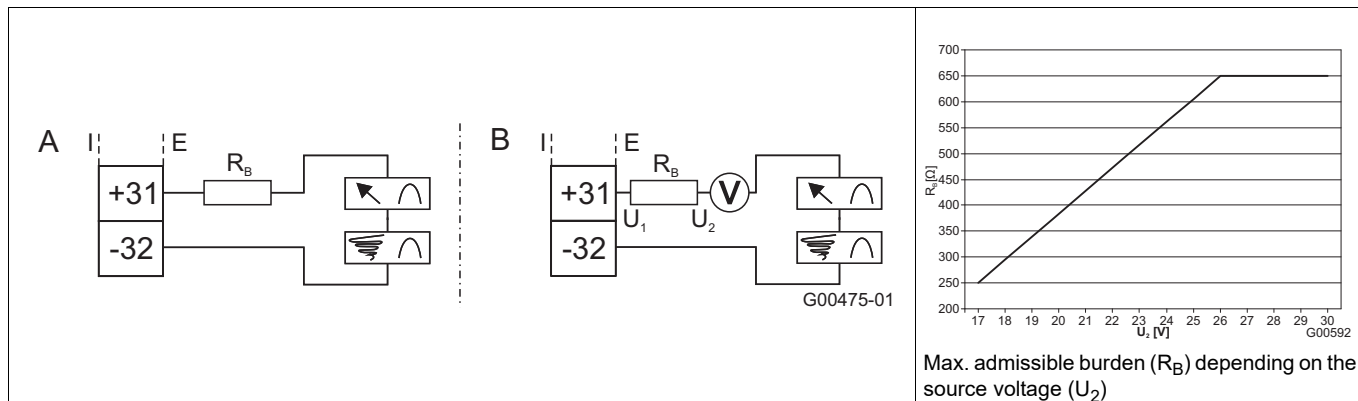 A
I
E
R_B
+31
-32
B
I
E
R_B
+31
V
U_1
U_2
-32
G00475-01
700
650
600
550
500
450
400
350
300
250
200
R_B[Ω]
17 18 19 20 21 22 23 24 25 26 27 28 29 30
U_2 [V]
G00592
Max. admissible burden (R_B) depending on the
source voltage (U_2)